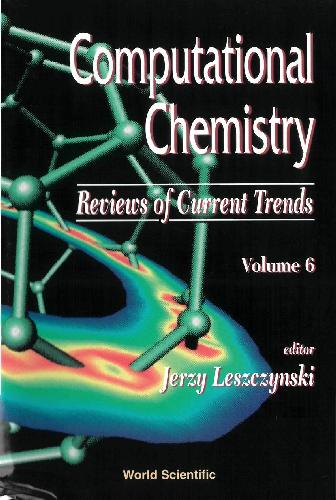 Computational
Chemistry
Reviews of Current Trends
Volume 6
editor
Jerzy Leszczynski
World Scientific